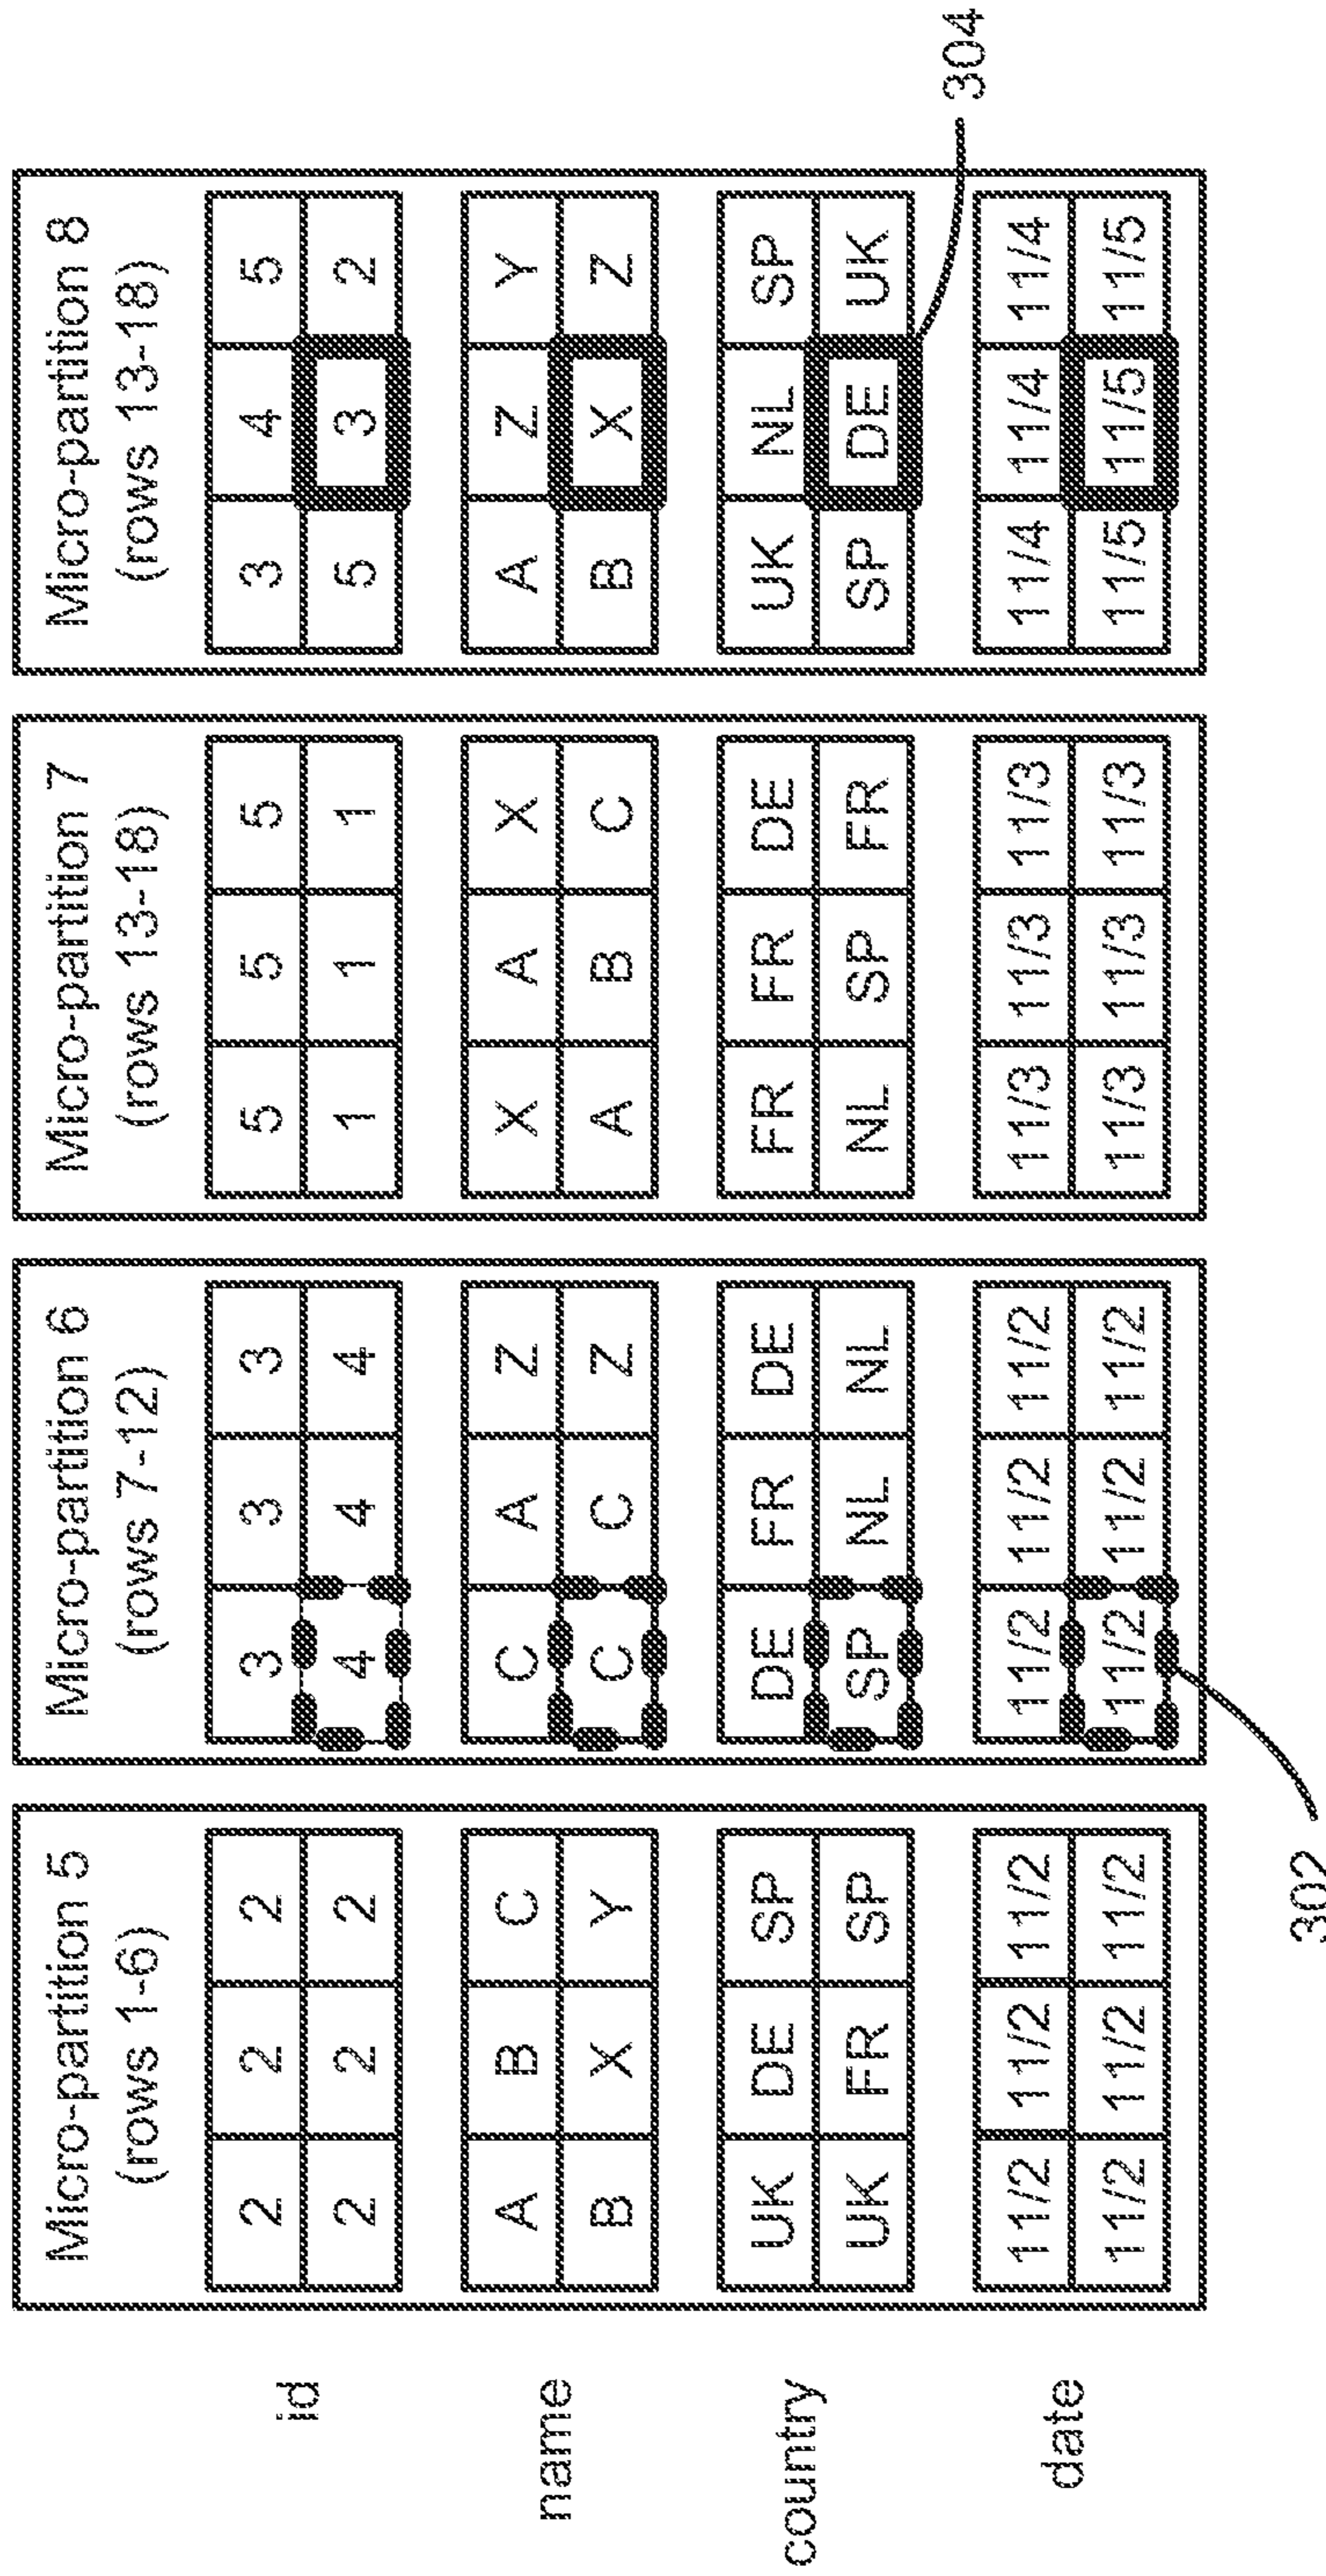 Micro-partition 5
(rows 1-6)
Micro-partition 6
(rows 7-12)
Micro-partition 7
(rows 13-18)
Micro-partition 8
(rows 13-18)
id
2 2 2
2 2 2
3 3 3
4 4 4
5 5 5
1 1 1
3 4 5
5 3 2
name
A B C
B X Y
C A Z
C C Z
X A X
A B C
A Z Y
B X Z
country
UK DE SP
UK FR SP
DE FR DE
SP NL NL
FR FR DE
NL SP FR
UK NL SP
SP DE UK
date
11/2 11/2 11/2
11/2 11/2 11/2
11/2 11/2 11/2
11/2 11/2 11/2
11/3 11/3 11/3
11/3 11/3 11/3
11/4 11/4 11/4
11/5 11/5 11/5
302
304